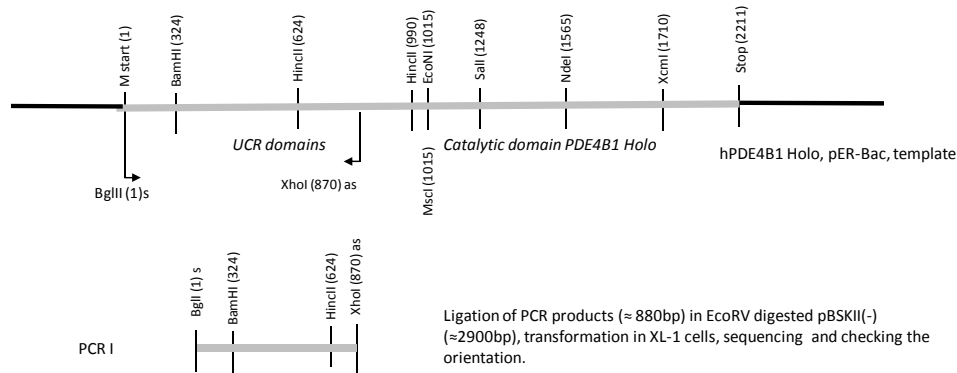 M start (1)
BamHI (324)
HincII (624)
HincII (990)
EcoNI (1015)
SalI (1248)
NdeI (1565)
XcmI (1710)
Stop (2211)
UCR domains
Catalytic domain PDE4B1 Holo
hPDE4B1 Holo, pER-Bac, template
XhoI (870) as
BglII (1)s
MscI (1015)
BglI (1) s
BamHI (324)
HincII (624)
XhoI (870) as
PCR I
Ligation of PCR products (≈ 880bp) in EcoRV digested pBSKII(-)
(≈2900bp), transformation in XL-1 cells, sequencing and checking the
orientation.